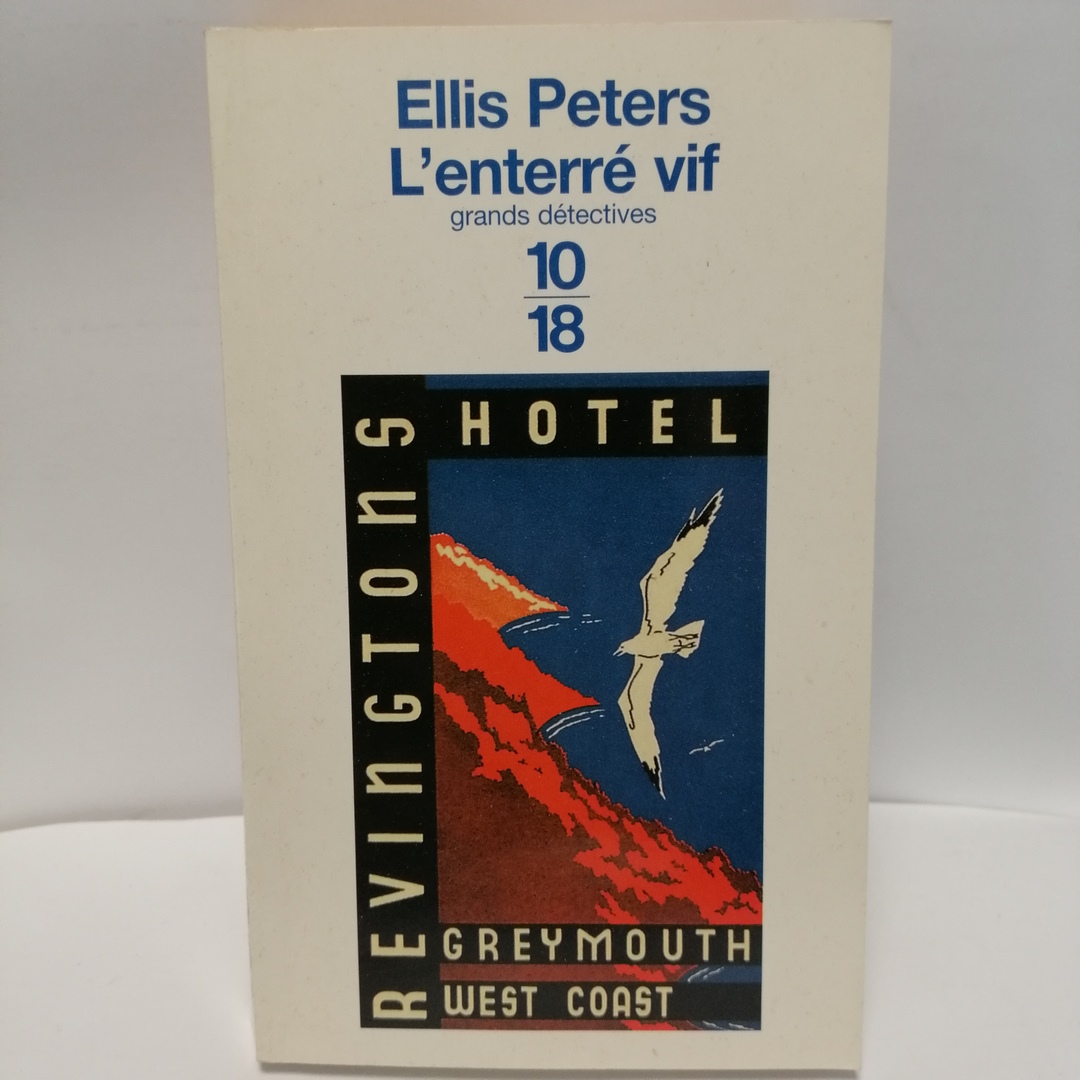 Ellis Peters
L'enterré vif
grands détectives
10
18
HOTEL
REVINGTONS
GREYMOUTH
WEST COAST